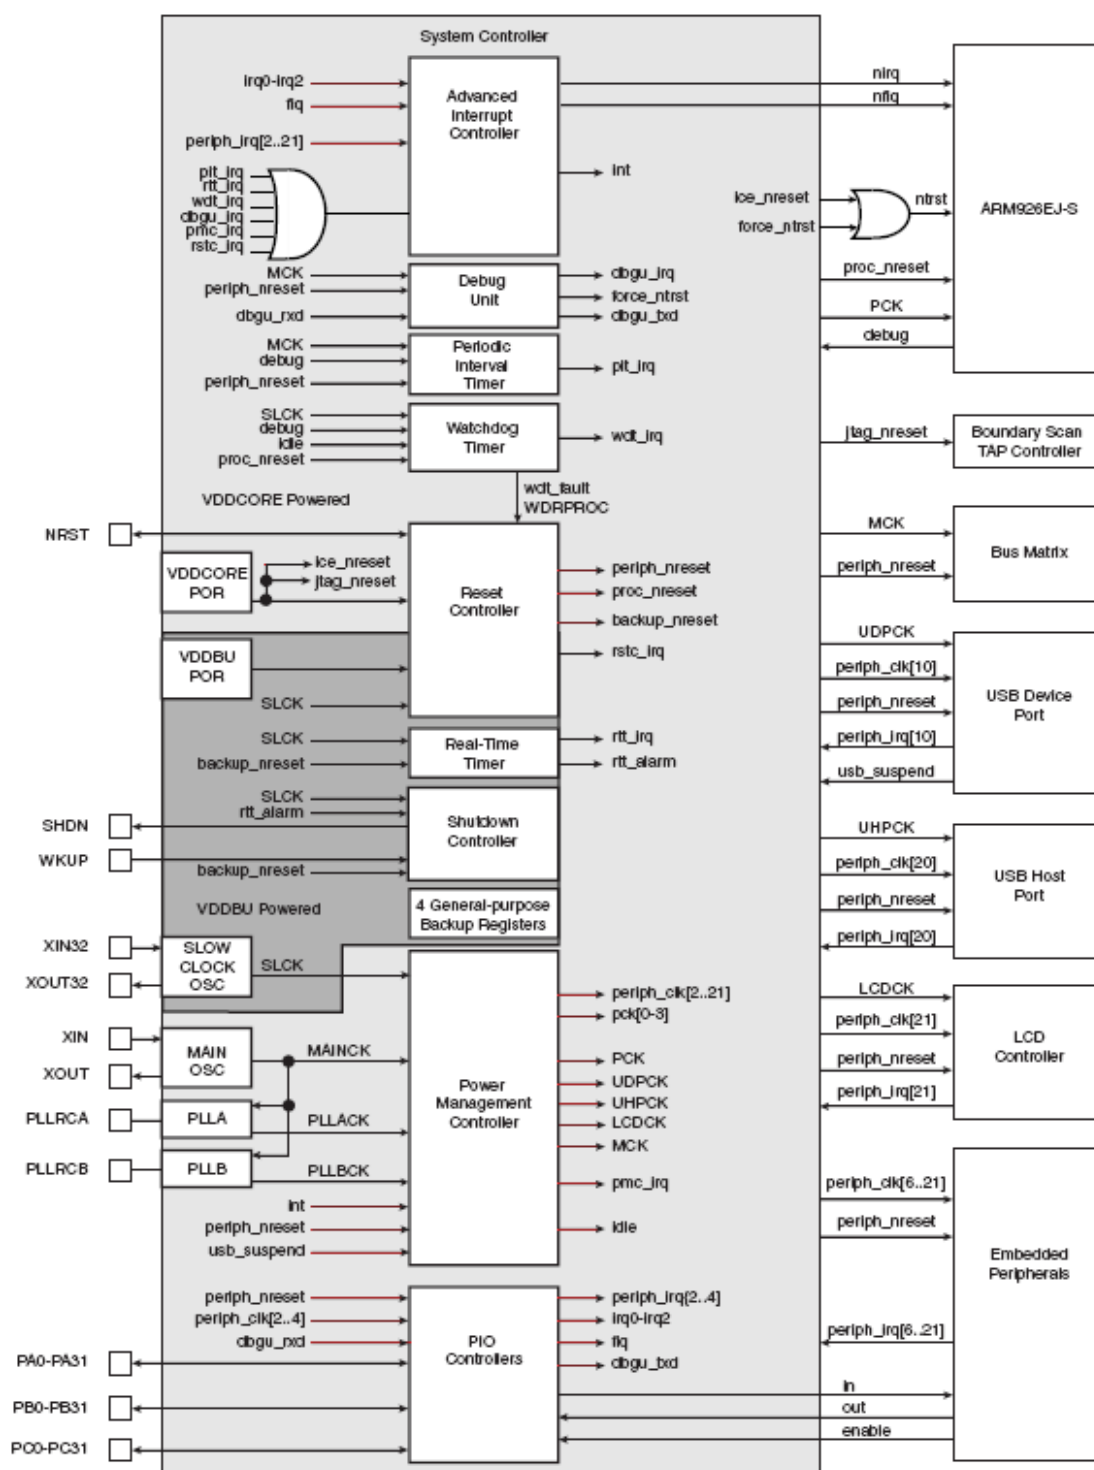 System Controller
irq0-irq2
fiq
periph_irq[2..21]
pit_irq
rtt_irq
wdt_irq
dbgu_irq
pmc_irq
rstc_irq
Advanced
Interrupt
Controller
int
nirq
nfiq
ice_nreset
force_ntrst
ntrst
ARM926EJ-S
MCK
periph_nreset
dbgu_rxd
Debug
Unit
dbgu_irq
force_ntrst
dbgu_txd
proc_nreset
PCK
debug
MCK
debug
periph_nreset
Periodic
Interval
Timer
pit_irq
SLCK
debug
idle
proc_nreset
Watchdog
Timer
wdt_irq
jtag_nreset
Boundary Scan
TAP Controller
wdt_fault
WDRPROC
VDDCORE Powered
NRST
VDDCORE
POR
ice_nreset
jtag_nreset
Reset
Controller
periph_nreset
proc_nreset
backup_nreset
rstc_irq
MCK
periph_nreset
Bus Matrix
VDDBU
POR
SLCK
UDPCK
periph_clk[10]
periph_nreset
periph_irq[10]
usb_suspend
USB Device
Port
SLCK
backup_nreset
Real-Time
Timer
rtt_irq
rtt_alarm
SLCK
rtt_alarm
SHDN
WKUP
backup_nreset
Shutdown
Controller
UHPCK
periph_clk[20]
periph_nreset
periph_irq[20]
USB Host
Port
VDDBU Powered
4 General-purpose
Backup Registers
XIN32
XOUT32
SLOW
CLOCK
OSC
SLCK
XIN
XOUT
MAIN
OSC
MAINCK
PLLRCA
PLLA
PLLACK
PLLRCB
PLLB
PLLBCK
int
periph_nreset
usb_suspend
Power
Management
Controller
periph_clk[2..21]
pck[0-3]
PCK
UDPCK
UHPCK
LCDCK
MCK
pmc_irq
idle
LCDCK
periph_clk[21]
periph_nreset
periph_irq[21]
LCD
Controller
periph_clk[6..21]
periph_nreset
periph_irq[6..21]
in
out
enable
Embedded
Peripherals
periph_nreset
periph_clk[2..4]
dbgu_rxd
PA0-PA31
PB0-PB31
PC0-PC31
PIO
Controllers
periph_irq[2..4]
irq0-irq2
fiq
dbgu_txd